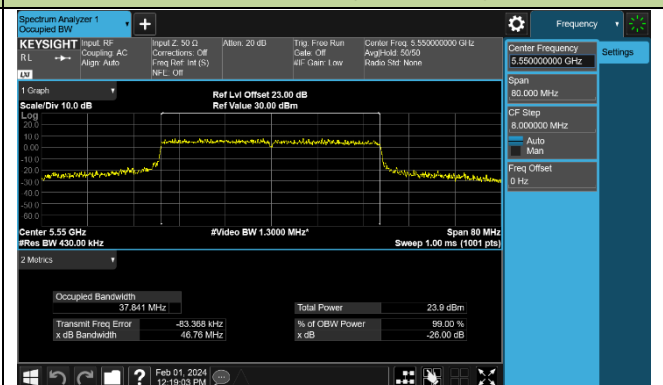 Spectrum Analyzer 1
Occupied BW
+
Frequency
KEYSIGHT
RL
LXI
Input: RF
Coupling: AC
Align: Auto
Input Z: 50 Ω
Corrections: Off
Freq Ref: Int (S)
NFE: Off
Atten: 20 dB
Trig: Free Run
Gate: Off
#IF Gain: Low
Center Freq: 5.550000000 GHz
Avg|Hold: 50/50
Radio Std: None
Center Frequency
5.550000000 GHz
Settings
Span
80.000 MHz
CF Step
8.000000 MHz
Auto
Man
Freq Offset
0 Hz
1 Graph
Scale/Div 10.0 dB
Ref Lvl Offset 23.00 dB
Ref Value 30.00 dBm
Log
20.0
10.0
0.00
-10.0
-20.0
-30.0
-40.0
-50.0
-60.0
Center 5.55 GHz
#Res BW 430.00 kHz
#Video BW 1.3000 MHz*
Span 80 MHz
Sweep 1.00 ms (1001 pts)
2 Metrics
Occupied Bandwidth
37.841 MHz
Total Power 23.9 dBm
Transmit Freq Error -83.368 kHz % of OBW Power 99.00 %
x dB Bandwidth 46.76 MHz x dB -26.00 dB
?
Feb 01, 2024
12:19:03 PM